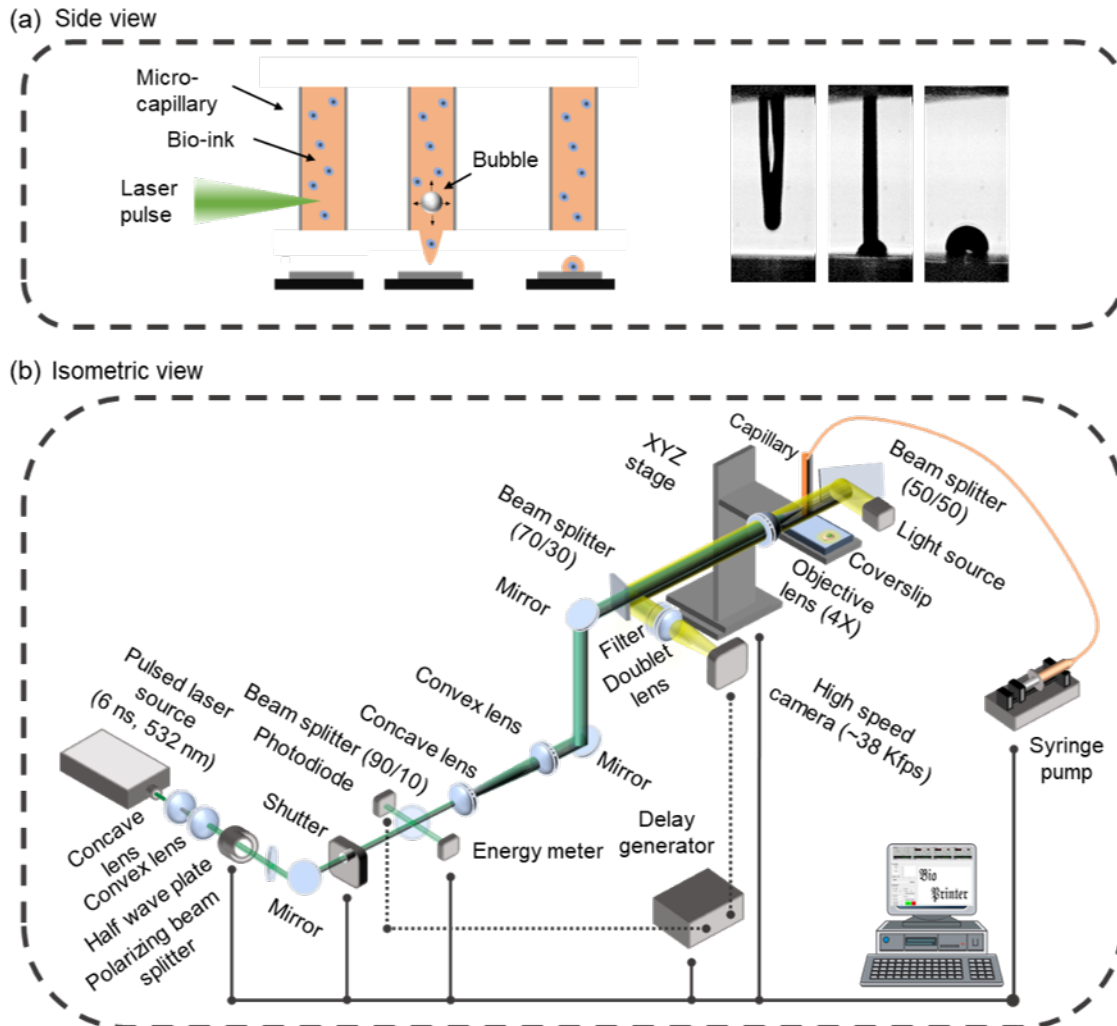 (a) Side view
Micro-
capillary
Bio-ink
Laser
pulse
Bubble
(b) Isometric view
Capillary
XYZ
stage
Beam splitter
(50/50)
Light source
Beam splitter
(70/30)
Coverslip
Objective
lens (4X)
Mirror
Filter
Doublet
lens
Pulsed laser
source
(6 ns, 532 nm)
Beam splitter (90/10)
Photodiode
Convex lens
Concave lens
High speed
camera (~38 Kfps)
Mirror
Syringe
pump
Shutter
Energy meter
Delay
generator
Concave
lens
Convex lens
Half wave plate
Polarizing beam
splitter
Mirror
Bio
Printer